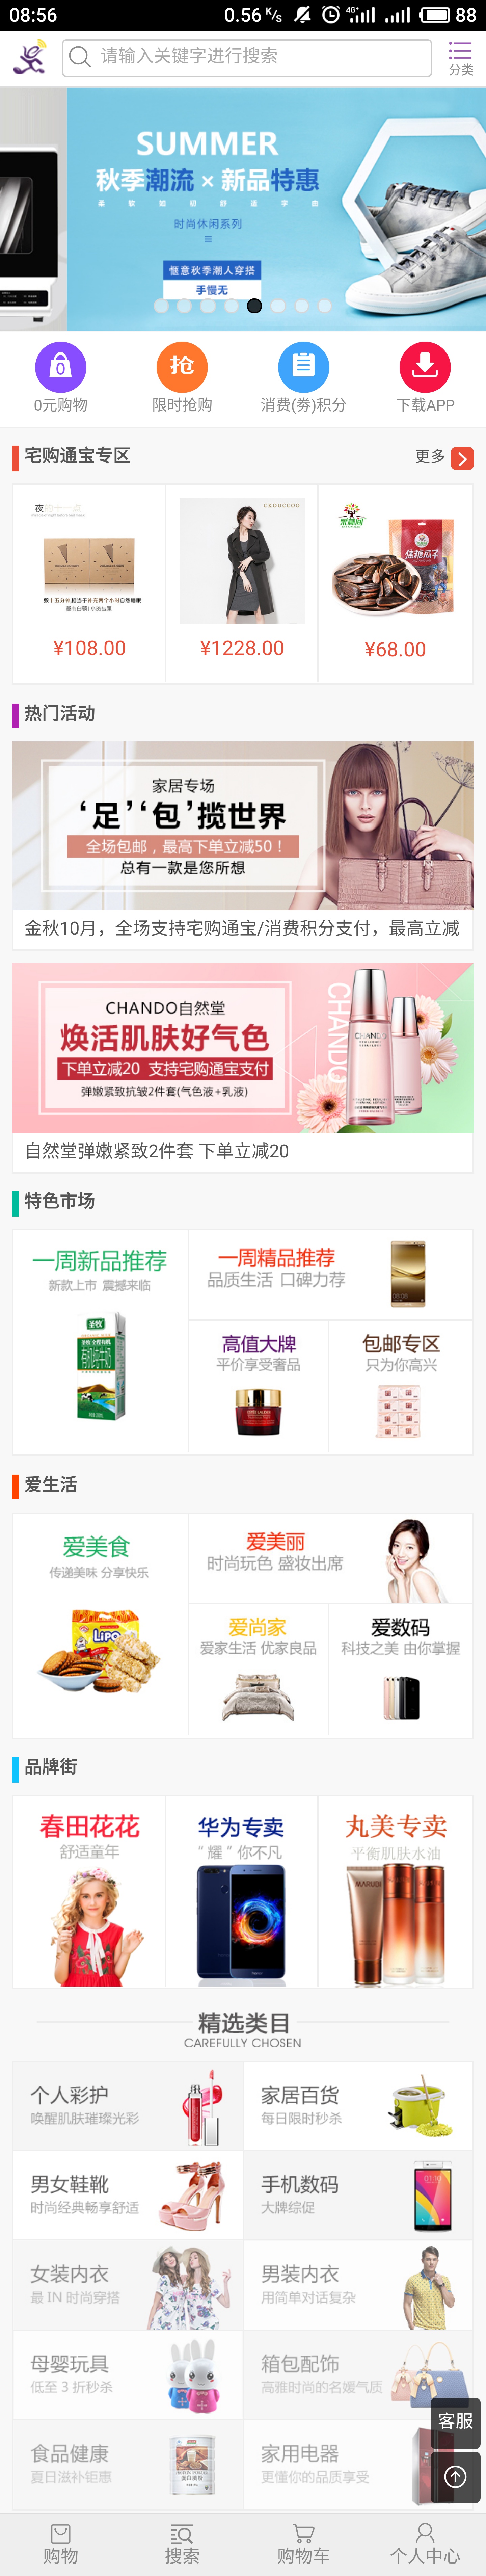 08:56
0.56 K/s
4G+
88
请输入关键字进行搜索
分类
SUMMER
秋季潮流 × 新品特惠
柔 软 如 初 舒 适 字 由
时尚休闲系列
惬意秋季潮人穿搭
手慢无
0
抢
0元购物
限时抢购
消费(劵)积分
下载APP
宅购通宝专区
更多
夜的十一点
CKOUCCOU
焦糖瓜子
¥108.00
¥1228.00
¥68.00
热门活动
家居专场
‘足’‘包’揽世界
全场包邮，最高下单立减50！
总有一款是您所想
金秋10月，全场支持宅购通宝/消费积分支付，最高立减
CHANDO自然堂
焕活肌肤好气色
下单立减20 支持宅购通宝支付
弹嫩紧致抗皱2件套(气色液+乳液)
CHANDO
CHANDO
自然堂弹嫩紧致2件套 下单立减20
特色市场
一周新品推荐
新款上市 震撼来临
圣牧
有机纯牛奶
一周精品推荐
品质生活 口碑力荐
高值大牌
平价享受奢品
包邮专区
只为你高兴
爱生活
爱美食
传递美味 分享快乐
LIPO
爱美丽
时尚玩色 盛妆出席
爱尚家
爱家生活 优家良品
爱数码
科技之美 由你掌握
品牌街
春田花花
舒适童年
华为专卖
“耀”你不凡
丸美专卖
平衡肌肤水油
MARUBI
精选类目
CAREFULLY CHOSEN
个人彩护
唤醒肌肤璀璨光彩
家居百货
每日限时秒杀
男女鞋靴
时尚经典畅享舒适
手机数码
大牌综促
女装内衣
最 IN 时尚穿搭
男装内衣
用简单对话复杂
母婴玩具
低至 3 折秒杀
箱包配饰
高雅时尚的名媛气质
食品健康
夏日滋补钜惠
家用电器
更懂你的品质享受
客服
购物
搜索
购物车
个人中心